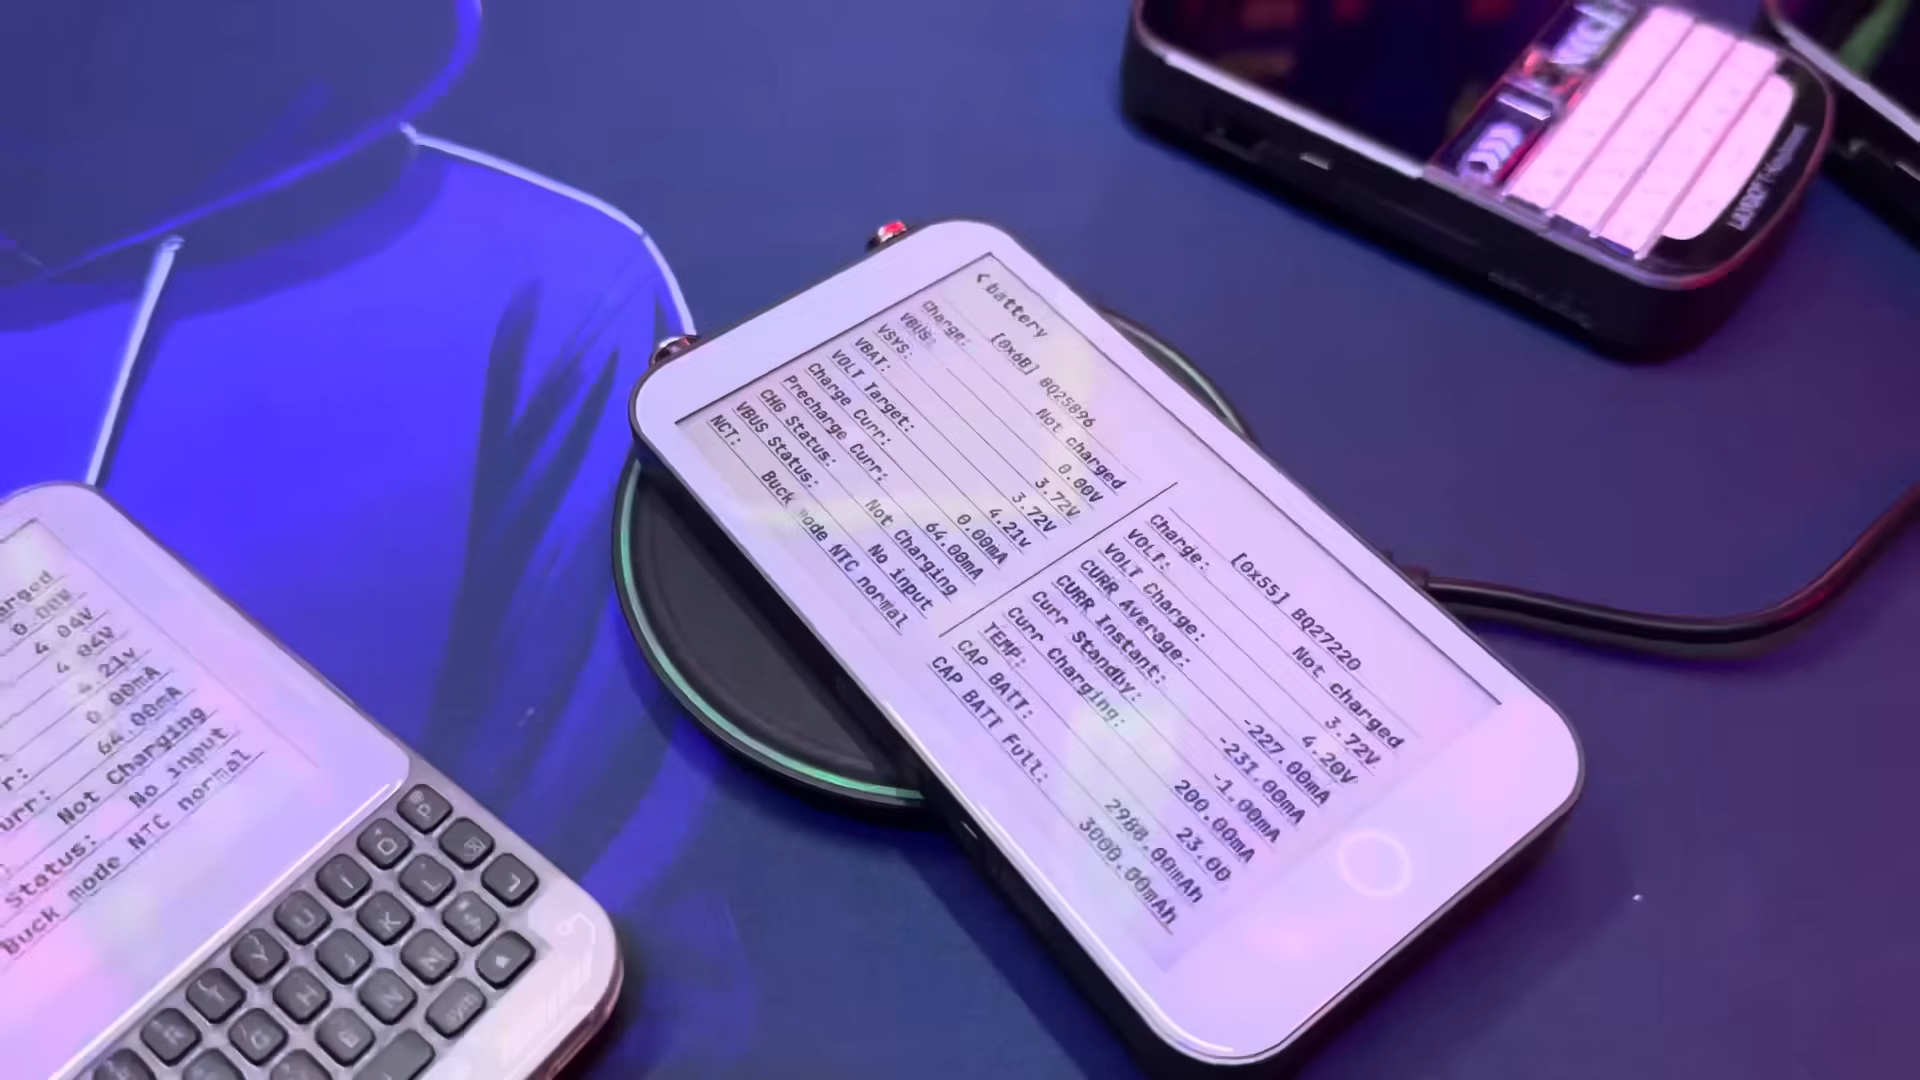 battery
[0x6B] BQ25896
Charge: Not charged
VBUS: 0.00V
VSYS: 3.72V
VBAT: 3.72V
VOLT Target: 4.21v
Charge Curr: 0.00mA
Precharge Curr: 64.00mA
CHG Status: Not Charging
VBUS Status: No input
NCT: Buck mode NTC normal
[0x55] BQ27220
Charge: Not charged
VOLT: 3.72V
VOLT Charge: 4.20V
CURR Average: -227.00mA
CURR Instant: -231.00mA
Curr Standby: -1.00mA
Curr Charging: 200.00mA
TEMP: 23.00
CAP BATT: 2988.00mAh
CAP BATT Full: 3000.00mAh
arged
0.00V
4.04V
4.04V
4.21v
0.00mA
r: 64.00mA
urr: Not Charging
Status: No input
Buck mode NTC normal
P
O
I L
U K $
Y J N
T H
R G B